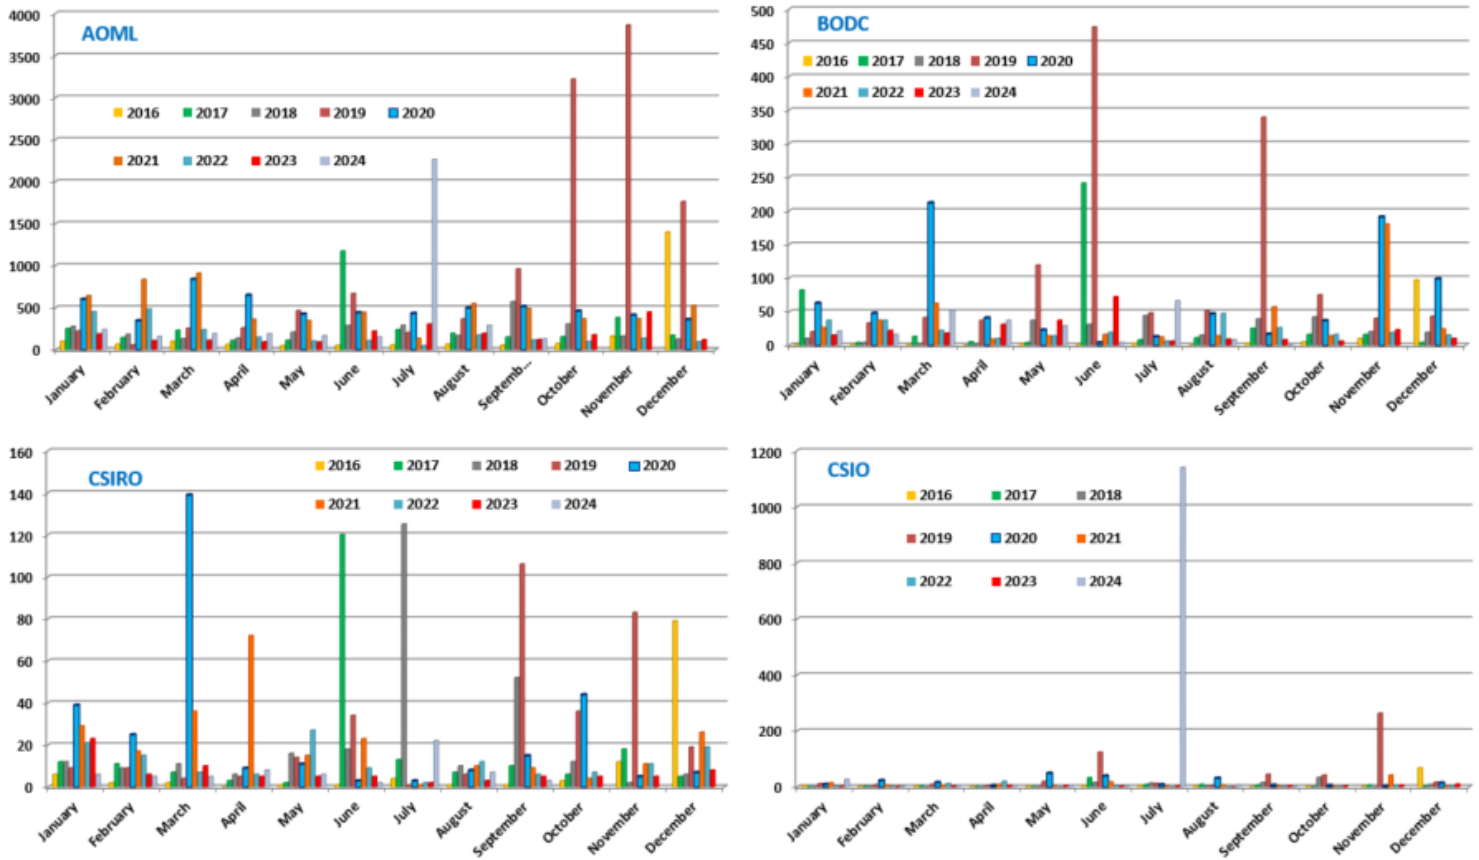 AOML
4000
3500
3000
2500
2000
1500
1000
500
0
2016 2017 2018 2019 2020
2021 2022 2023 2024
January February March April May June July August Septemb... October November December
BODC
500
450
400
350
300
250
200
150
100
50
0
2016 2017 2018 2019 2020
2021 2022 2023 2024
January February March April May June July August September October November December
CSIRO
160
140
120
100
80
60
40
20
0
2016 2017 2018 2019 2020
2021 2022 2023 2024
January February March April May June July August September October November December
CSIO
1200
1000
800
600
400
200
0
2016 2017 2018
2019 2020 2021
2022 2023 2024
January February March April May June July August September October November December